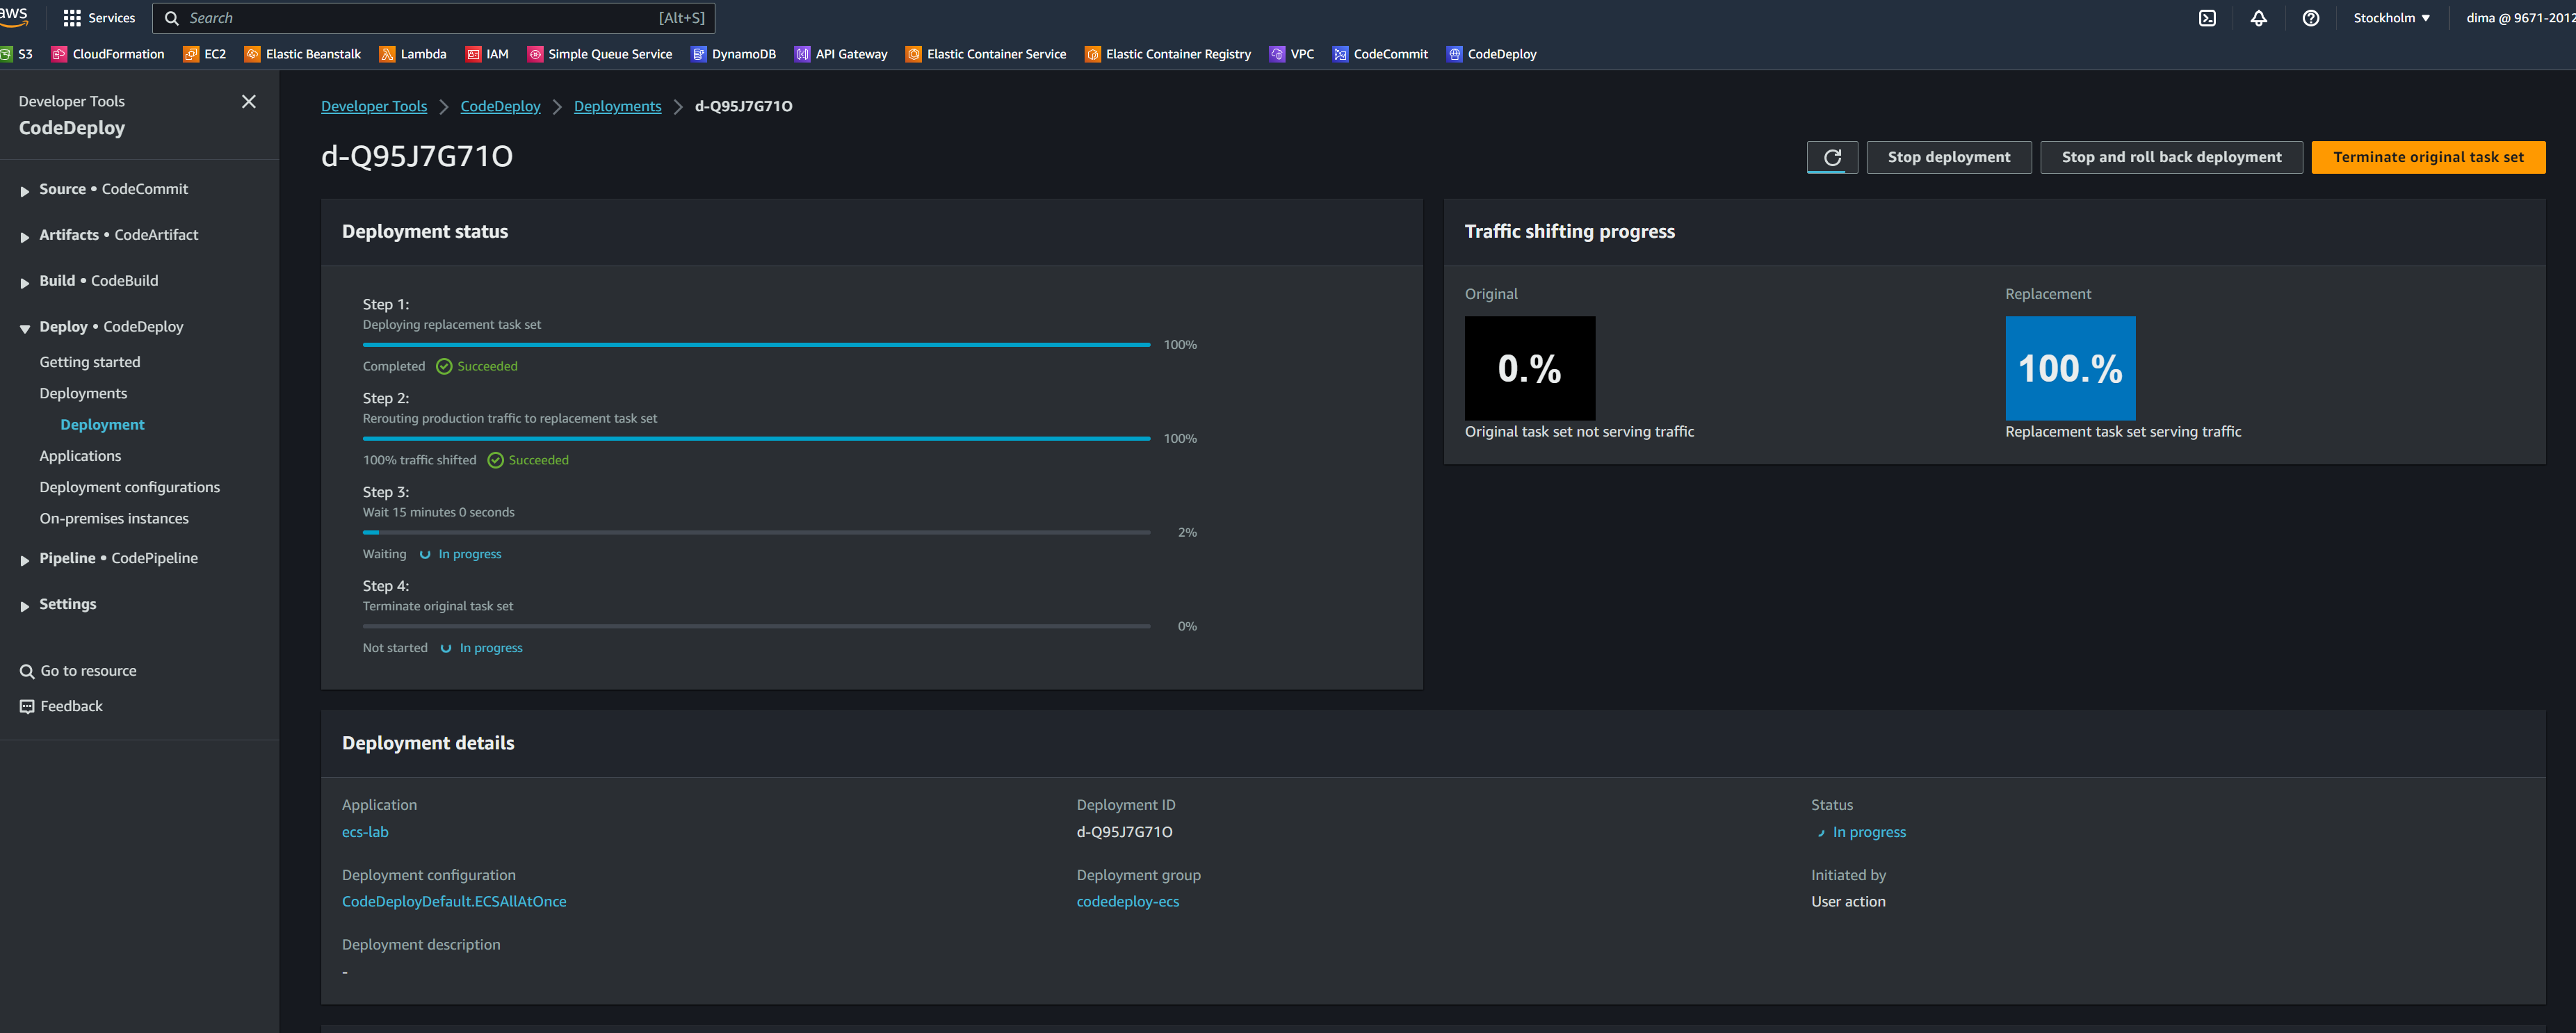 aws
Services
Search
[Alt+S]
Stockholm
dima @ 9671-2012
S3
CloudFormation
EC2
Elastic Beanstalk
Lambda
IAM
Simple Queue Service
DynamoDB
API Gateway
Elastic Container Service
Elastic Container Registry
VPC
CodeCommit
CodeDeploy
Developer Tools
CodeDeploy
Source • CodeCommit
Artifacts • CodeArtifact
Build • CodeBuild
Deploy • CodeDeploy
Getting started
Deployments
Deployment
Applications
Deployment configurations
On-premises instances
Pipeline • CodePipeline
Settings
Go to resource
Feedback
Developer Tools
CodeDeploy
Deployments
d-Q95J7G71O
d-Q95J7G71O
Stop deployment
Stop and roll back deployment
Terminate original task set
Deployment status
Step 1:
Deploying replacement task set
100%
Completed
Succeeded
Step 2:
Rerouting production traffic to replacement task set
100%
100% traffic shifted
Succeeded
Step 3:
Wait 15 minutes 0 seconds
2%
Waiting
In progress
Step 4:
Terminate original task set
0%
Not started
In progress
Traffic shifting progress
Original
0.%
Original task set not serving traffic
Replacement
100.%
Replacement task set serving traffic
Deployment details
Application
ecs-lab
Deployment ID
d-Q95J7G71O
Status
In progress
Deployment configuration
CodeDeployDefault.ECSAllAtOnce
Deployment group
codedeploy-ecs
Initiated by
User action
Deployment description
-